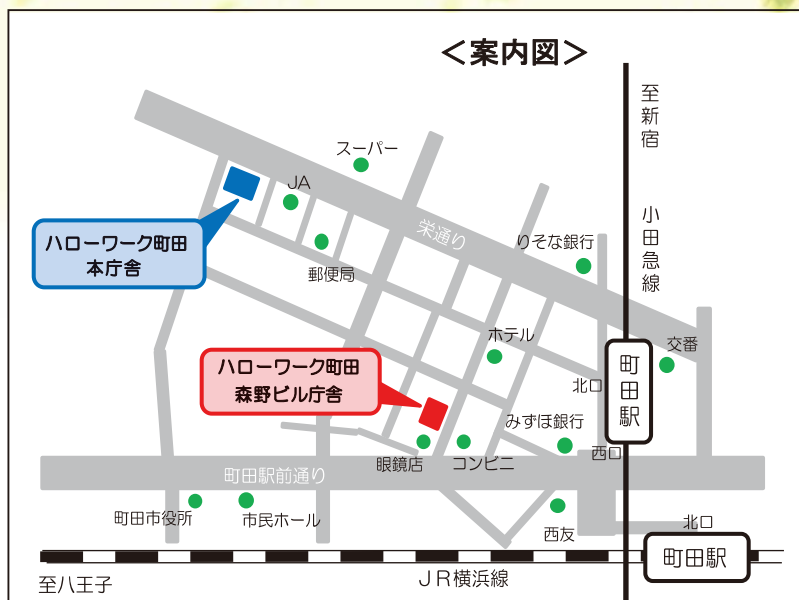 ＜案内図＞
至新宿
小田急線
スーパー
JA
栄通り
りそな銀行
ハローワーク町田
本庁舎
郵便局
ホテル
交番
ハローワーク町田
森野ビル庁舎
北口
町田駅
みずほ銀行
西口
眼鏡店
コンビニ
町田駅前通り
町田市役所
市民ホール
西友
北口
町田駅
至八王子
ＪＲ横浜線